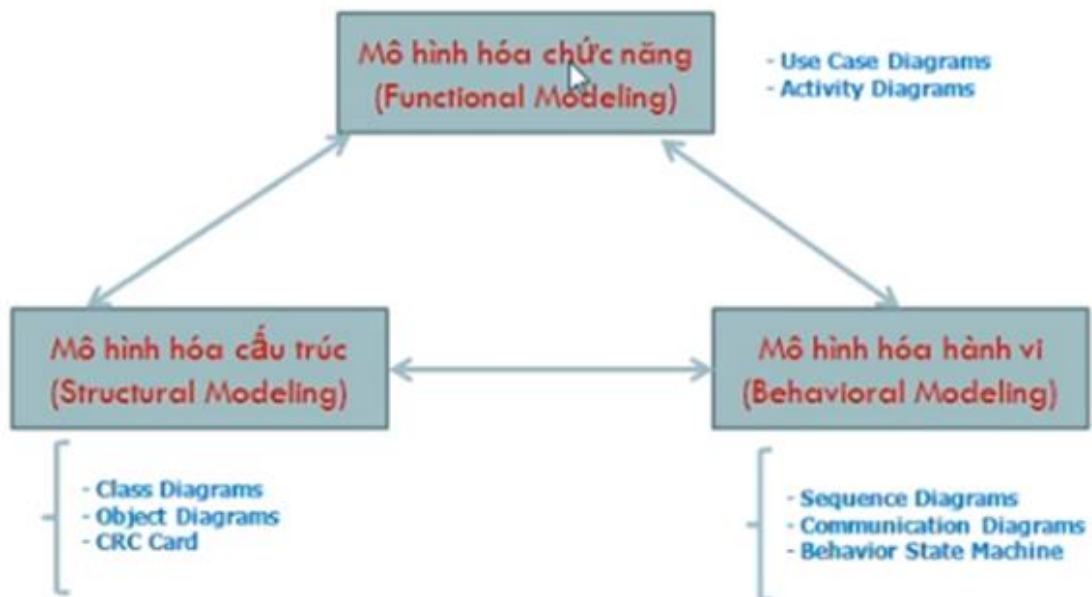 Mô hình hóa chức năng
(Functional Modeling)
- Use Case Diagrams
- Activity Diagrams
Mô hình hóa cấu trúc
(Structural Modeling)
- Class Diagrams
- Object Diagrams
- CRC Card
Mô hình hóa hành vi
(Behavioral Modeling)
- Sequence Diagrams
- Communication Diagrams
- Behavior State Machine